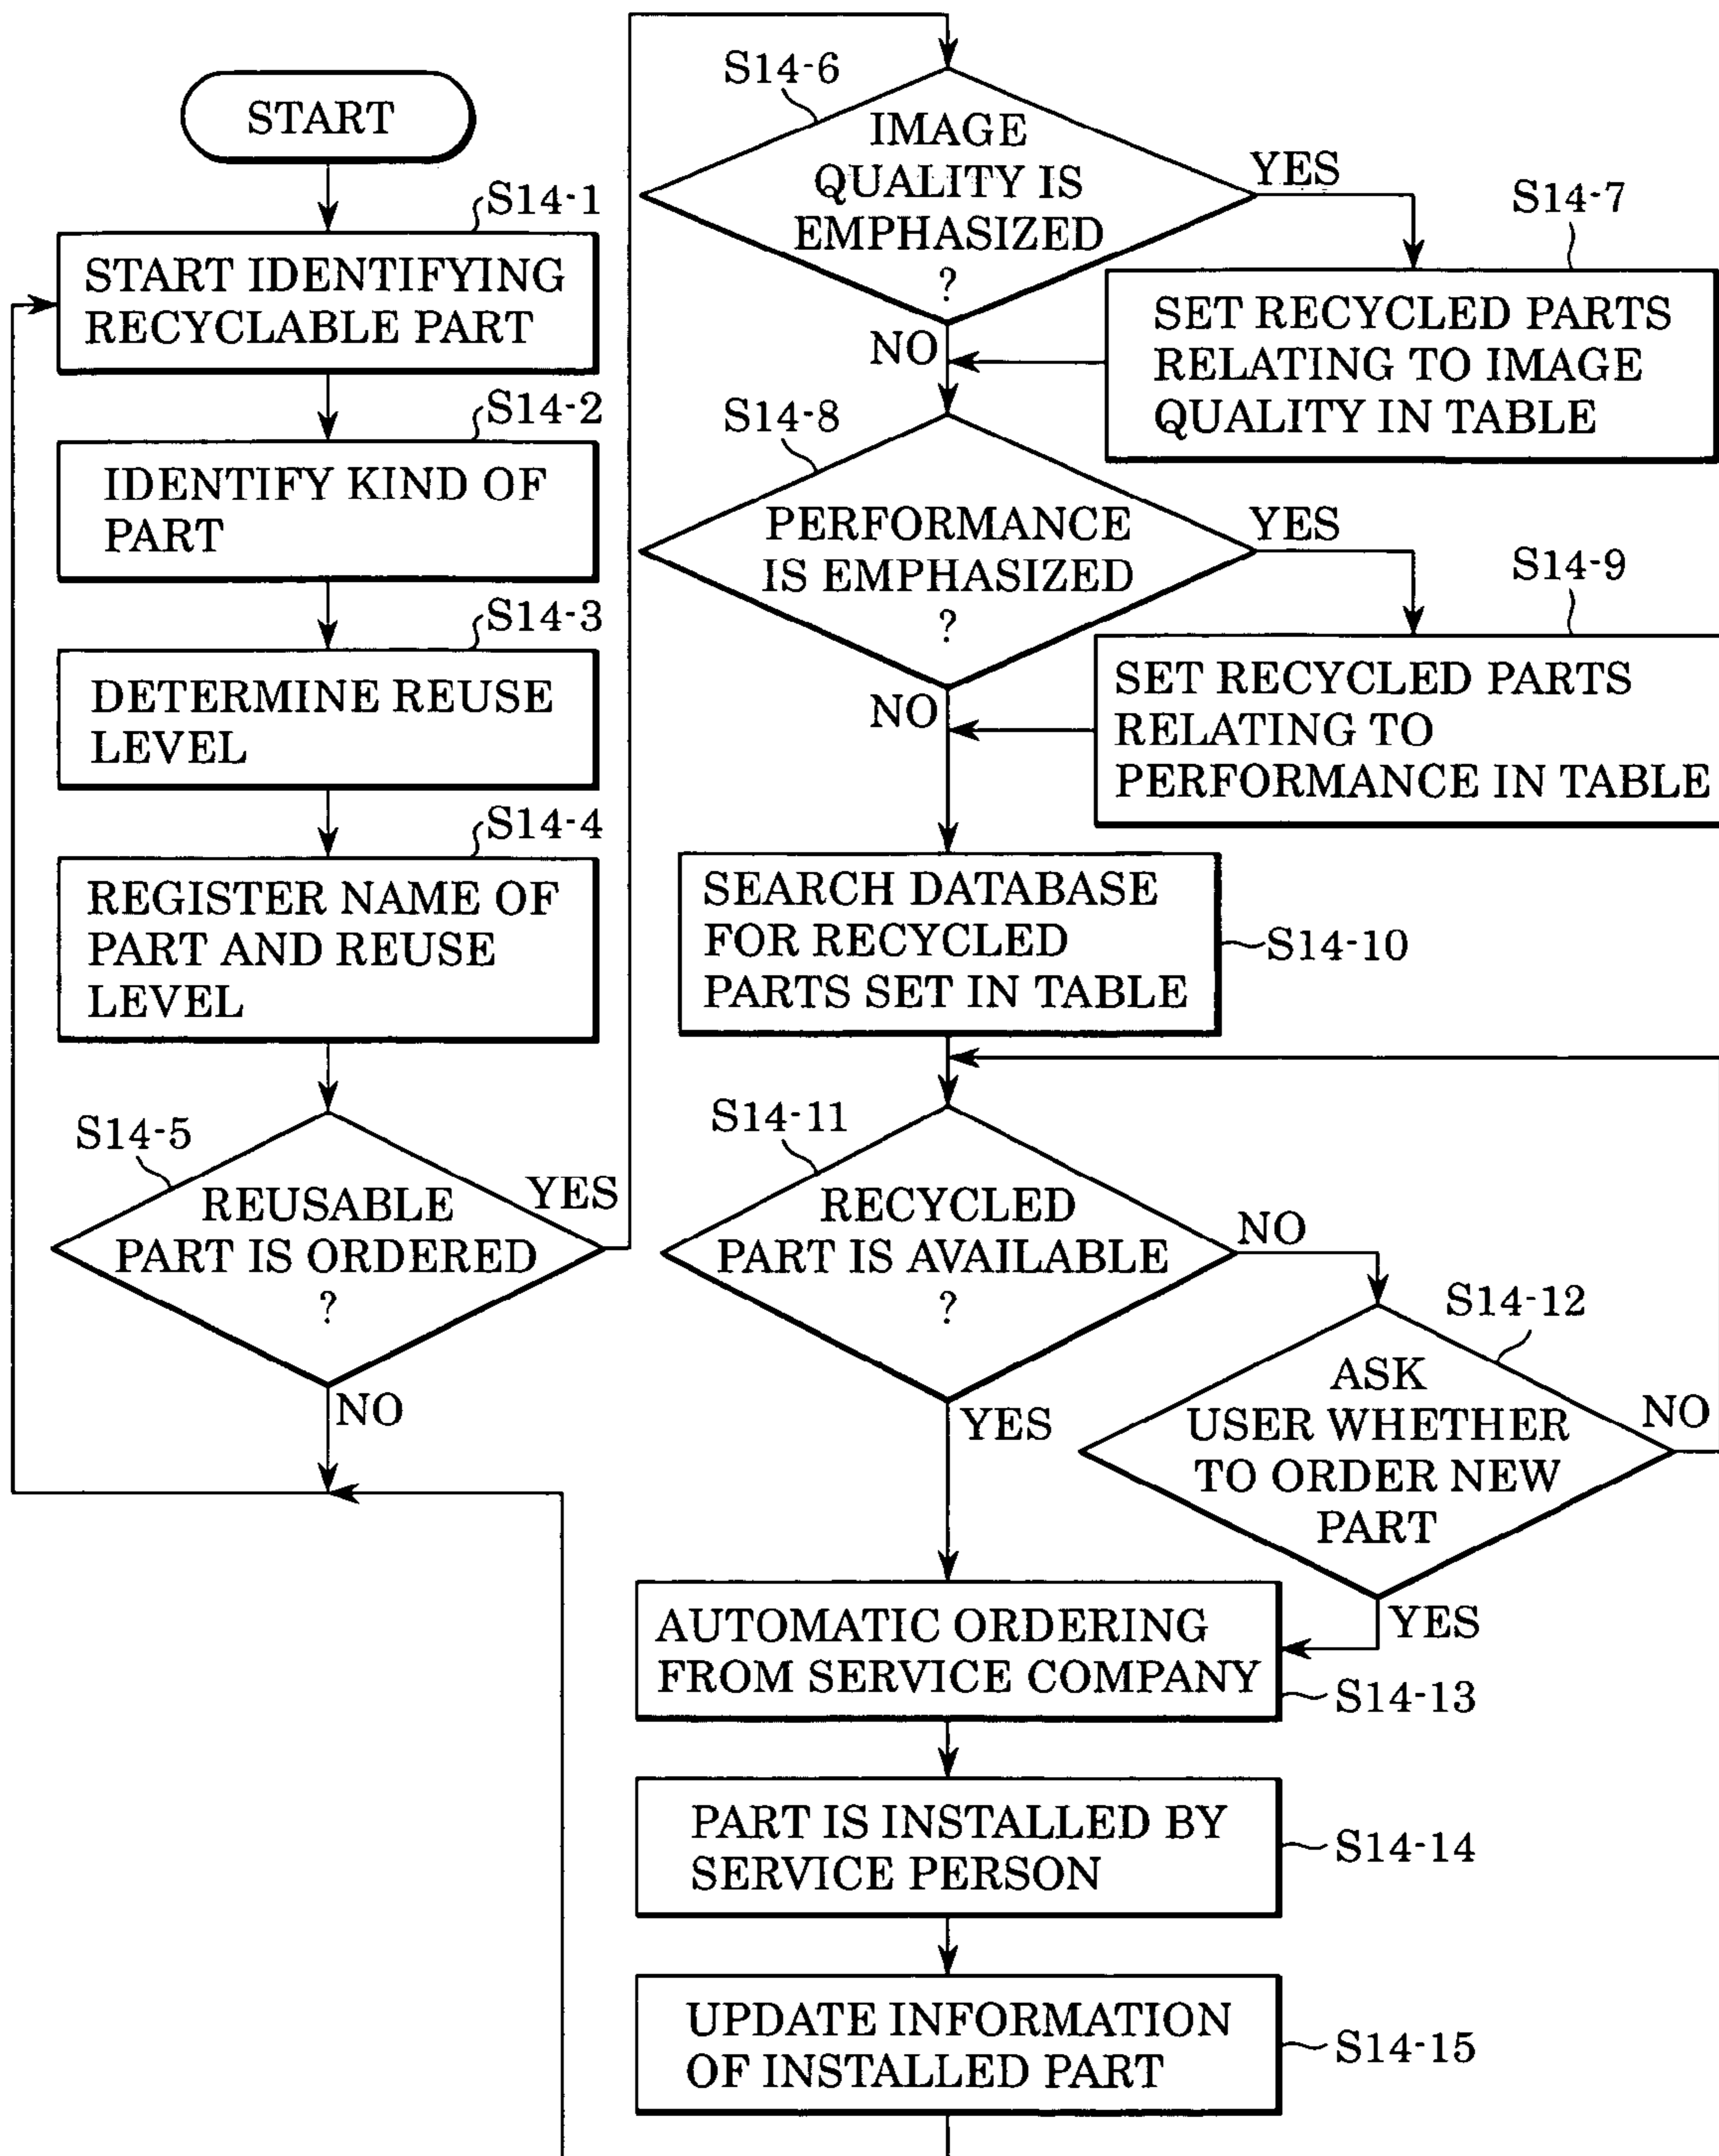 START
S14-1
START IDENTIFYING
RECYCLABLE PART
S14-2
IDENTIFY KIND OF
PART
S14-3
DETERMINE REUSE
LEVEL
S14-4
REGISTER NAME OF
PART AND REUSE
LEVEL
S14-5
REUSABLE
PART IS ORDERED
?
YES
NO
S14-6
IMAGE
QUALITY IS
EMPHASIZED
?
YES
NO
S14-7
SET RECYCLED PARTS
RELATING TO IMAGE
QUALITY IN TABLE
S14-8
PERFORMANCE
IS EMPHASIZED
?
YES
NO
S14-9
SET RECYCLED PARTS
RELATING TO
PERFORMANCE IN TABLE
SEARCH DATABASE
FOR RECYCLED
PARTS SET IN TABLE
S14-10
S14-11
RECYCLED
PART IS AVAILABLE
?
NO
YES
S14-12
ASK
USER WHETHER
TO ORDER NEW
PART
NO
YES
AUTOMATIC ORDERING
FROM SERVICE COMPANY
S14-13
PART IS INSTALLED BY
SERVICE PERSON
S14-14
UPDATE INFORMATION
OF INSTALLED PART
S14-15